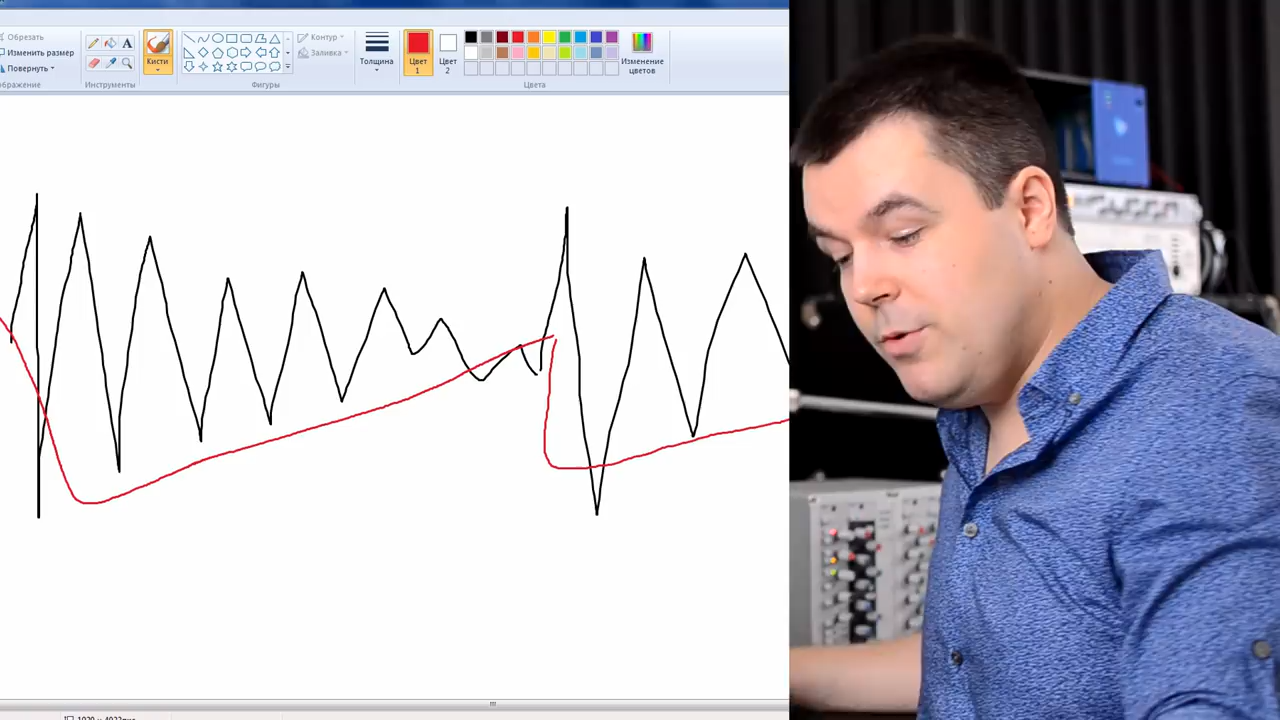 Обрезать
Изменить размер
Повернуть
Инструменты
A
Кисти
Контур
Заливка
Фигуры
Толщина
Цвет
1
Цвет
2
Изменение
цветов
Цвета